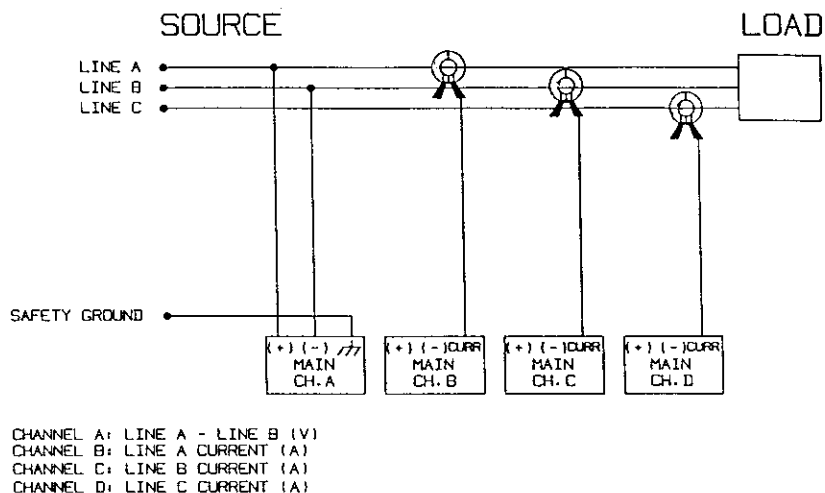 SOURCE LOAD
LINE A
LINE B
LINE C
SAFETY GROUND
(+) (-) (+) (-)CURR (+) (-)CURR (+) (-)CURR
MAIN MAIN MAIN MAIN
CH.A CH.B CH.C CH.D
CHANNEL A: LINE A - LINE B (V)
CHANNEL B: LINE A CURRENT (A)
CHANNEL C: LINE B CURRENT (A)
CHANNEL D: LINE C CURRENT (A)